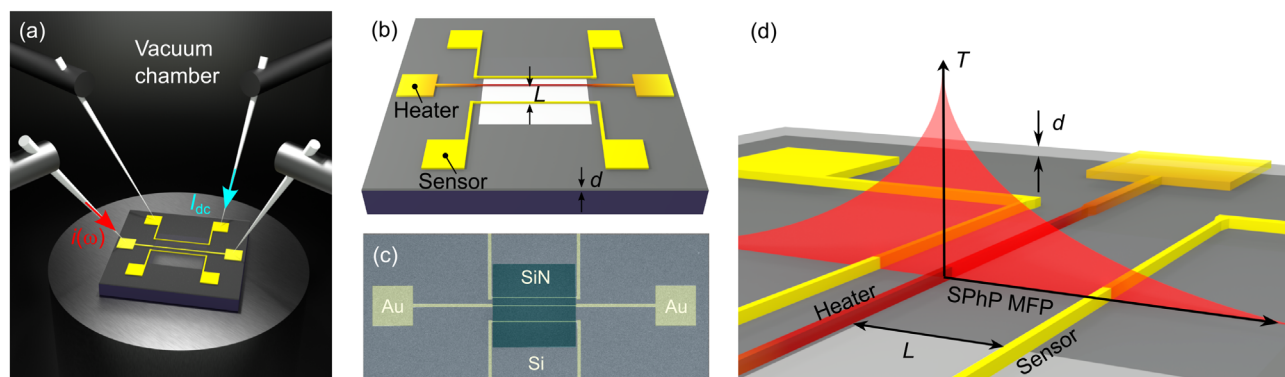 (a)
Vacuum
chamber
I(ω)
Idc
(b)
L
Heater
Sensor
d
(c)
SiN
Au
Au
Si
(d)
T
d
Heater
SPhP MFP
L
Sensor